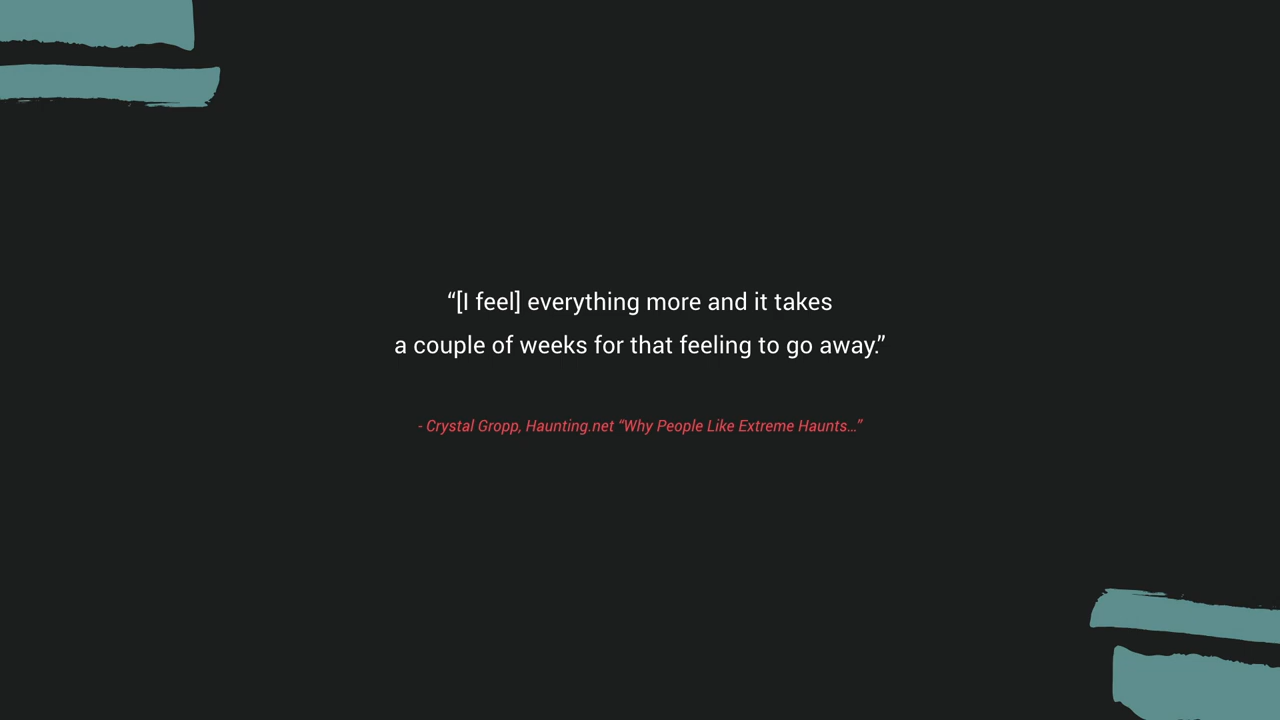 “[I feel] everything more and it takes
a couple of weeks for that feeling to go away.”
- Crystal Gropp, Haunting.net “Why People Like Extreme Haunts...”